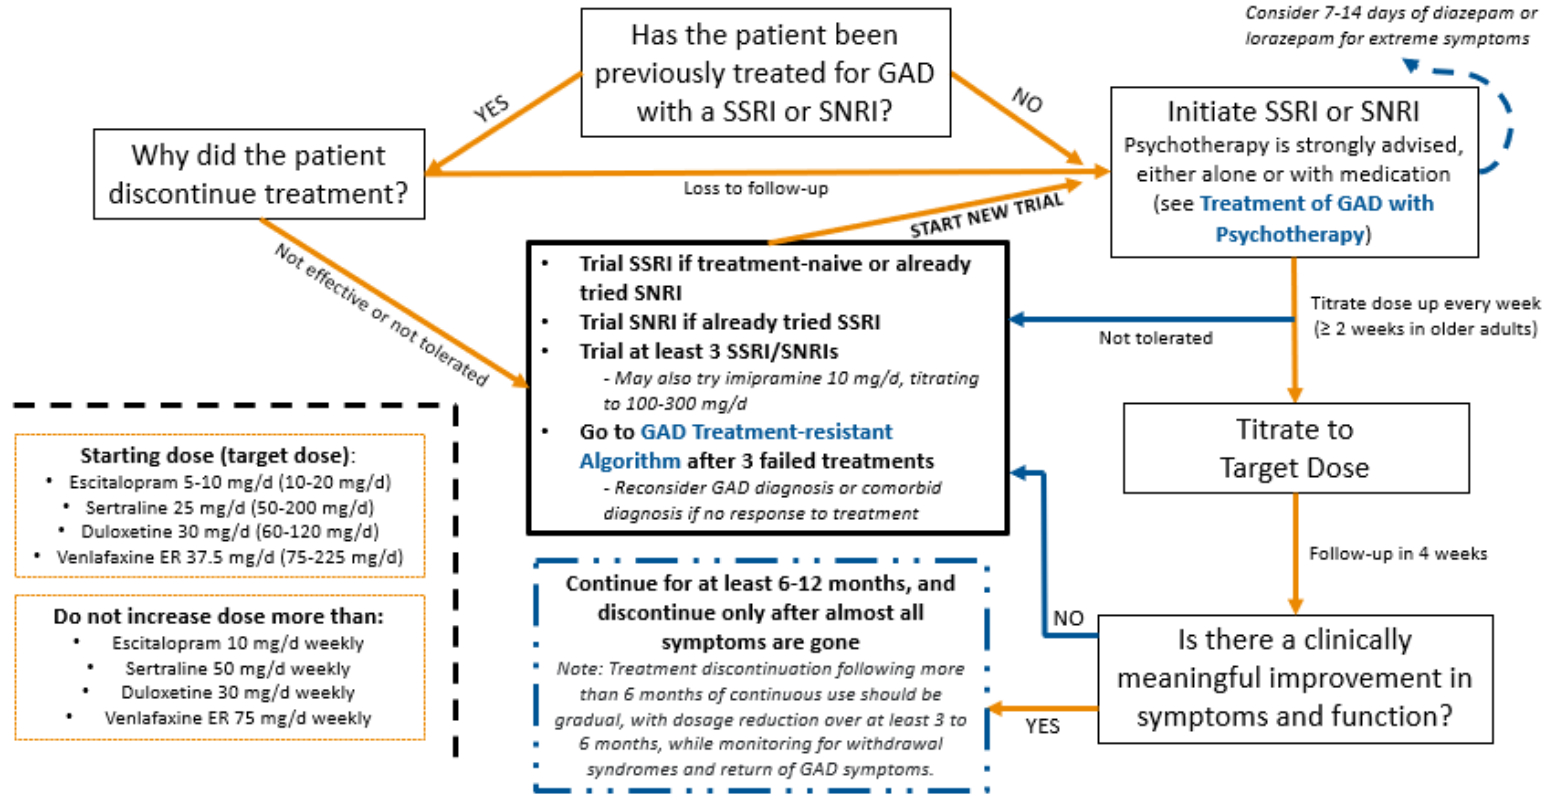 Has the patient been
previously treated for GAD
with a SSRI or SNRI?
Consider 7-14 days of diazepam or
lorazepam for extreme symptoms
YES
NO
Why did the patient
discontinue treatment?
Loss to follow-up
Initiate SSRI or SNRI
Psychotherapy is strongly advised,
either alone or with medication
(see Treatment of GAD with
Psychotherapy)
START NEW TRIAL
Not effective or not tolerated
• Trial SSRI if treatment-naive or already
tried SNRI
• Trial SNRI if already tried SSRI
• Trial at least 3 SSRI/SNRIs
- May also try imipramine 10 mg/d, titrating
to 100-300 mg/d
• Go to GAD Treatment-resistant
Algorithm after 3 failed treatments
- Reconsider GAD diagnosis or comorbid
diagnosis if no response to treatment
Titrate dose up every week
(≥ 2 weeks in older adults)
Not tolerated
Titrate to
Target Dose
Follow-up in 4 weeks
Is there a clinically
meaningful improvement in
symptoms and function?
NO
YES
Continue for at least 6-12 months, and
discontinue only after almost all
symptoms are gone
Note: Treatment discontinuation following more
than 6 months of continuous use should be
gradual, with dosage reduction over at least 3 to
6 months, while monitoring for withdrawal
syndromes and return of GAD symptoms.
Starting dose (target dose):
• Escitalopram 5-10 mg/d (10-20 mg/d)
• Sertraline 25 mg/d (50-200 mg/d)
• Duloxetine 30 mg/d (60-120 mg/d)
• Venlafaxine ER 37.5 mg/d (75-225 mg/d)
Do not increase dose more than:
• Escitalopram 10 mg/d weekly
• Sertraline 50 mg/d weekly
• Duloxetine 30 mg/d weekly
• Venlafaxine ER 75 mg/d weekly